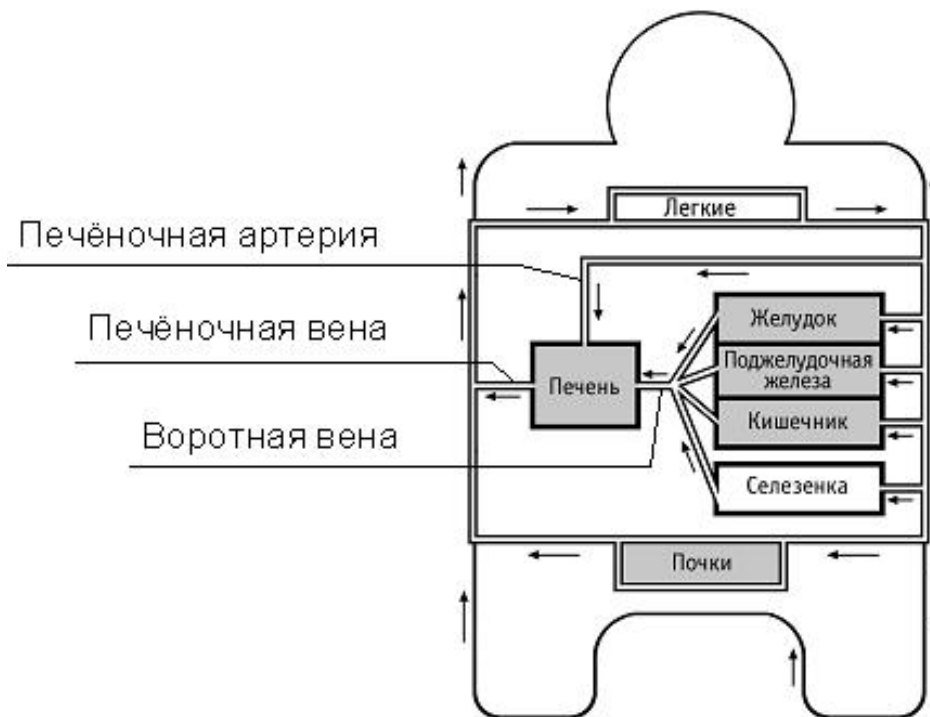 Легкие
Печёночная артерия
Печёночная вена
Воротная вена
Печень
Желудок
Поджелудочная
железа
Кишечник
Селезенка
Почки